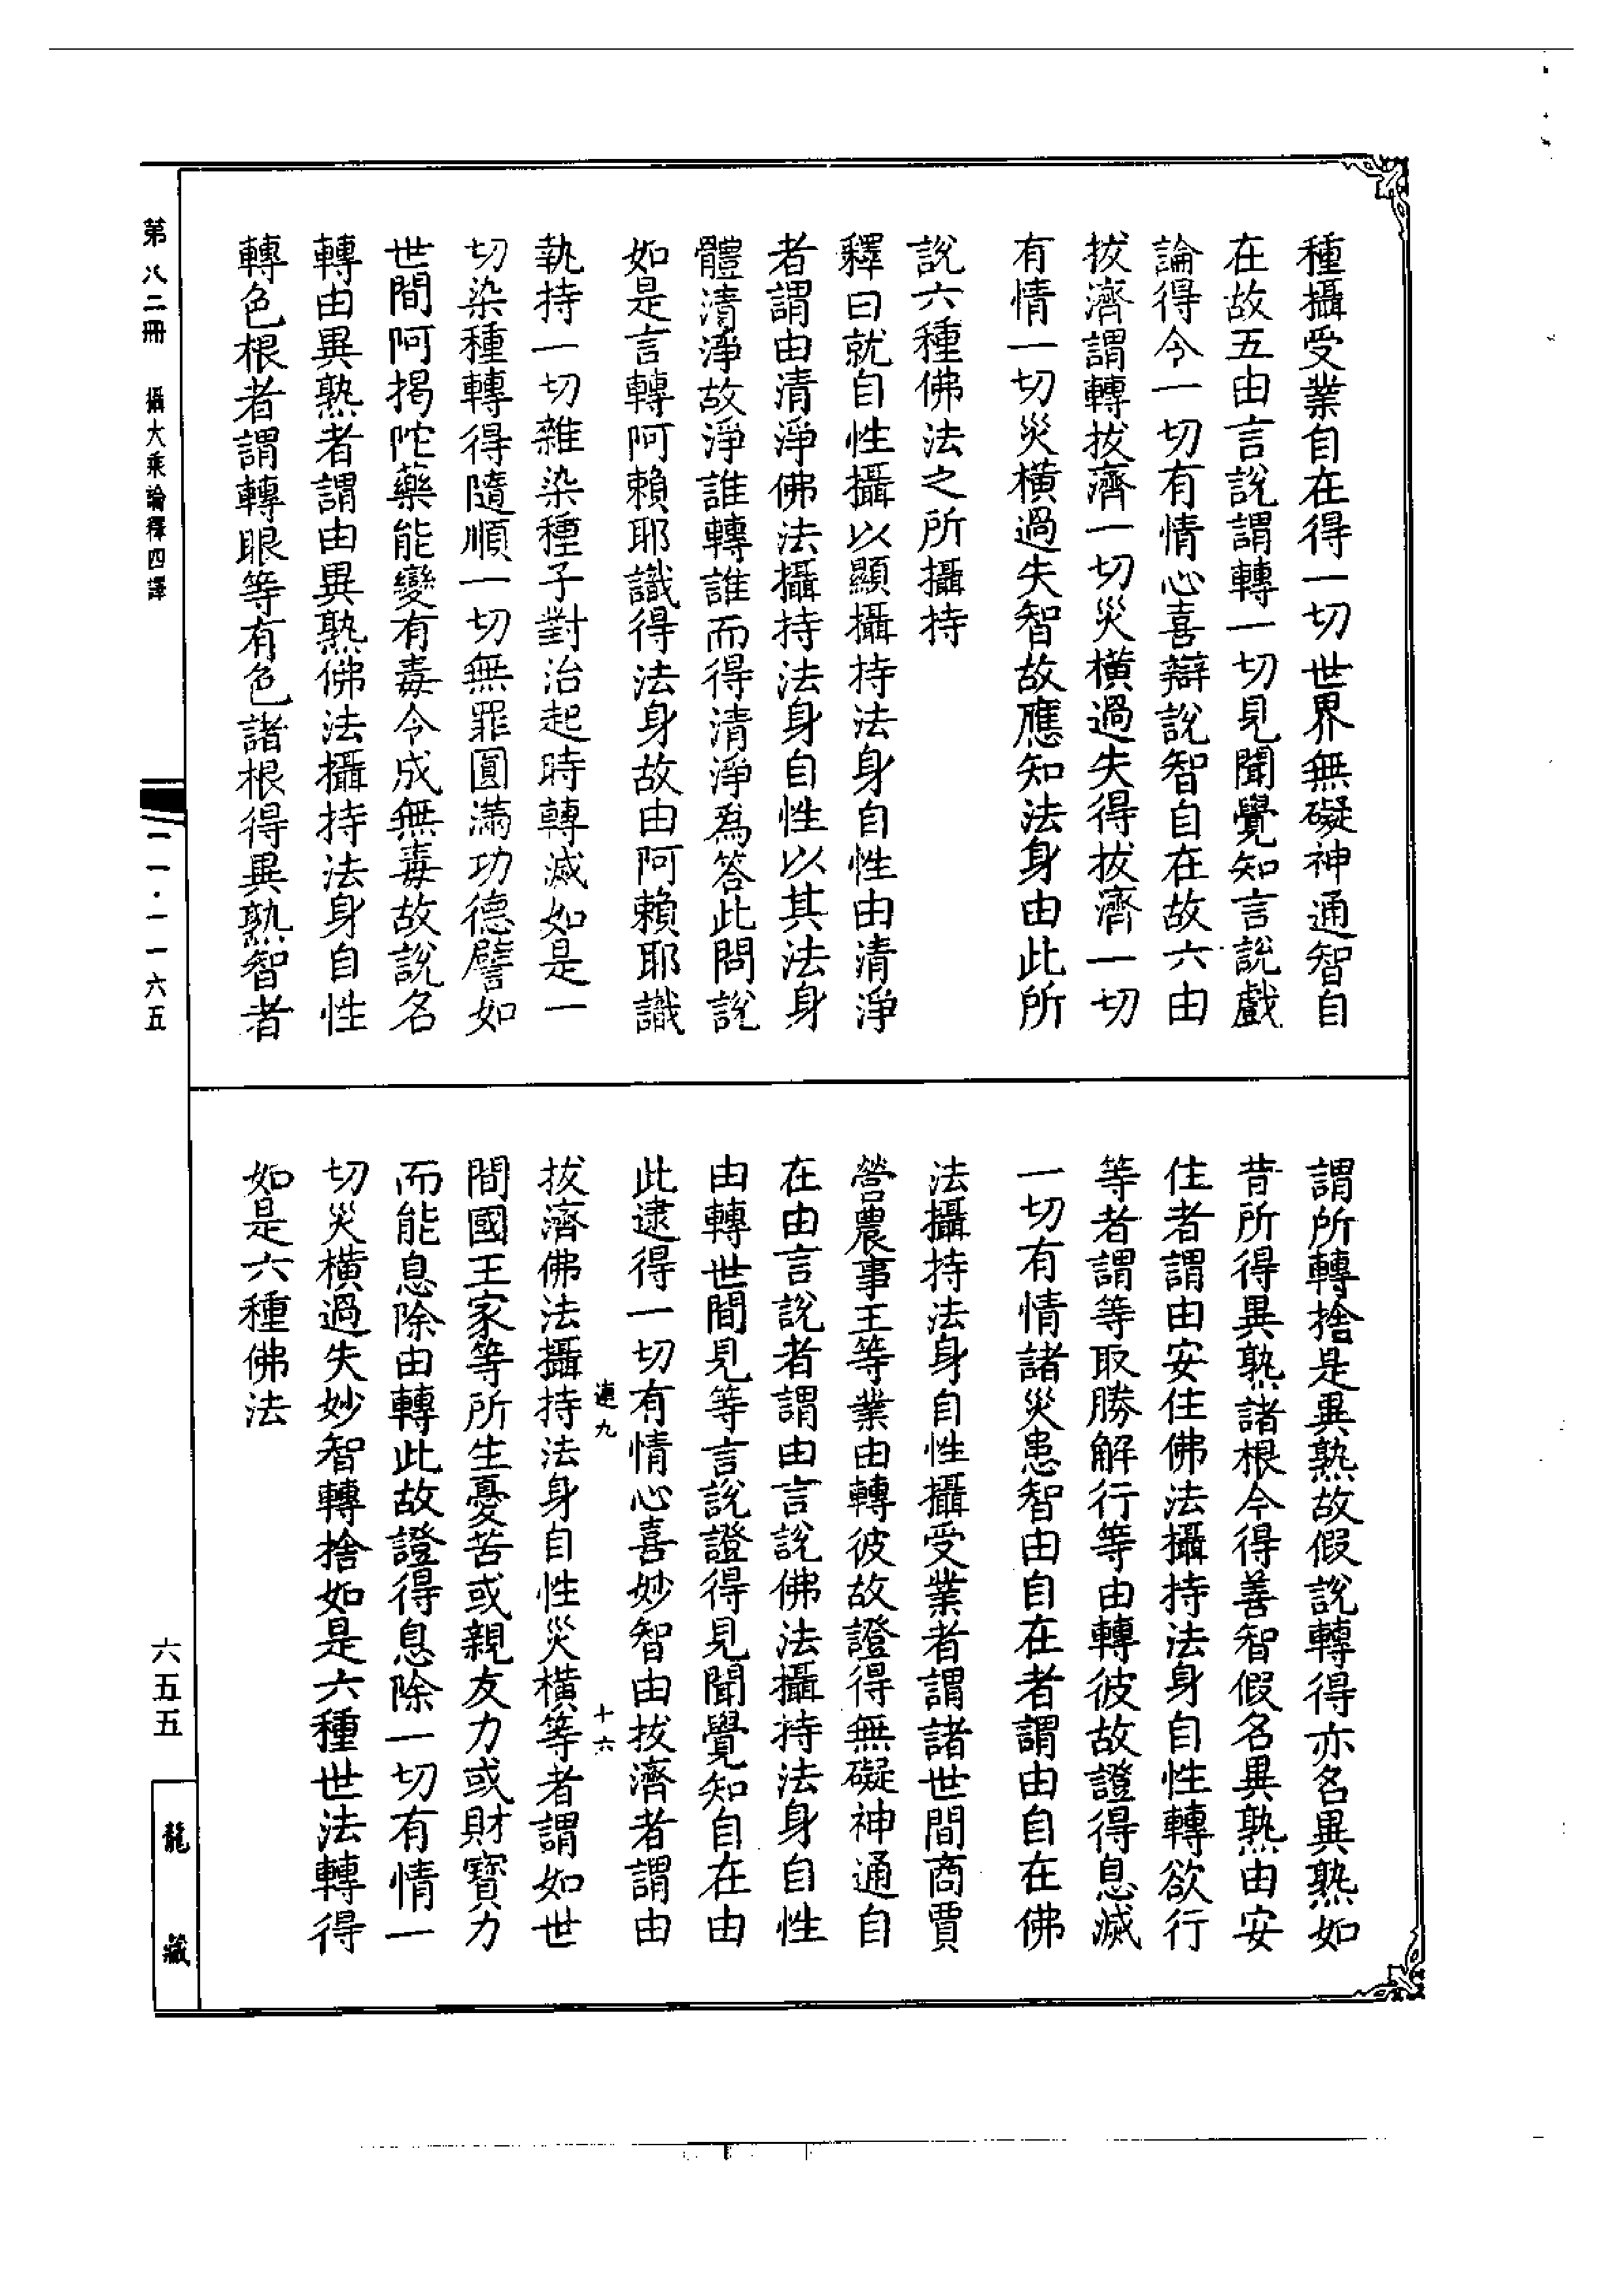 種攝受業自在得一切世界無礙神通智自
在故五由言說謂轉一切見聞覺知言說戲
論得令一切有情心喜辯說智自在故六由
拔濟謂轉拔濟一切災橫過失得拔濟一切
有情一切災橫過失智故應知法身由此所
說六種佛法之所攝持
釋曰就自性攝以顯攝持法身自性由清淨
者謂由清淨佛法攝持法身自性以其法身
體清淨故淨誰轉誰而得清淨為答此問說
如是言轉阿賴耶識得法身故由阿賴耶識
執持一切雜染種子對治起時轉滅如是一
切染種轉得隨順一切無罪圓滿功德譬如
世間阿揭陀藥能變有毒令成無毒故說名
轉由異熟者謂由異熟佛法攝持法身自性
轉色根者謂轉眼等有色諸根得異熟智者
謂所轉捨是異熟故假說轉得亦名異熟如
昔所得異熟諸根今得善智假名異熟由安
住者謂由安住佛法攝持法身自性轉欲行
等者謂等取勝解行等由轉彼故證得息滅
一切有情諸災患智由自在者謂由自在佛
法攝持法身自性攝受業者謂諸世間商賈
營農事王等業由轉彼故證得無礙神通自
在由言說者謂由言說佛法攝持法身自性
由轉世間見等言說證得見聞覺知自在由
此逮得一切有情心喜妙智由拔濟者謂由
連九 十六
拔濟佛法攝持法身自性災橫等者謂如世
間國王家等所生憂苦或親友力或財寶力
而能息除由轉此故證得息除一切有情一
切災橫過失妙智轉捨如是六種世法轉得
如是六種佛法
第八二冊 攝大乘論釋四譯
二一·一一六五
六五五
龍藏